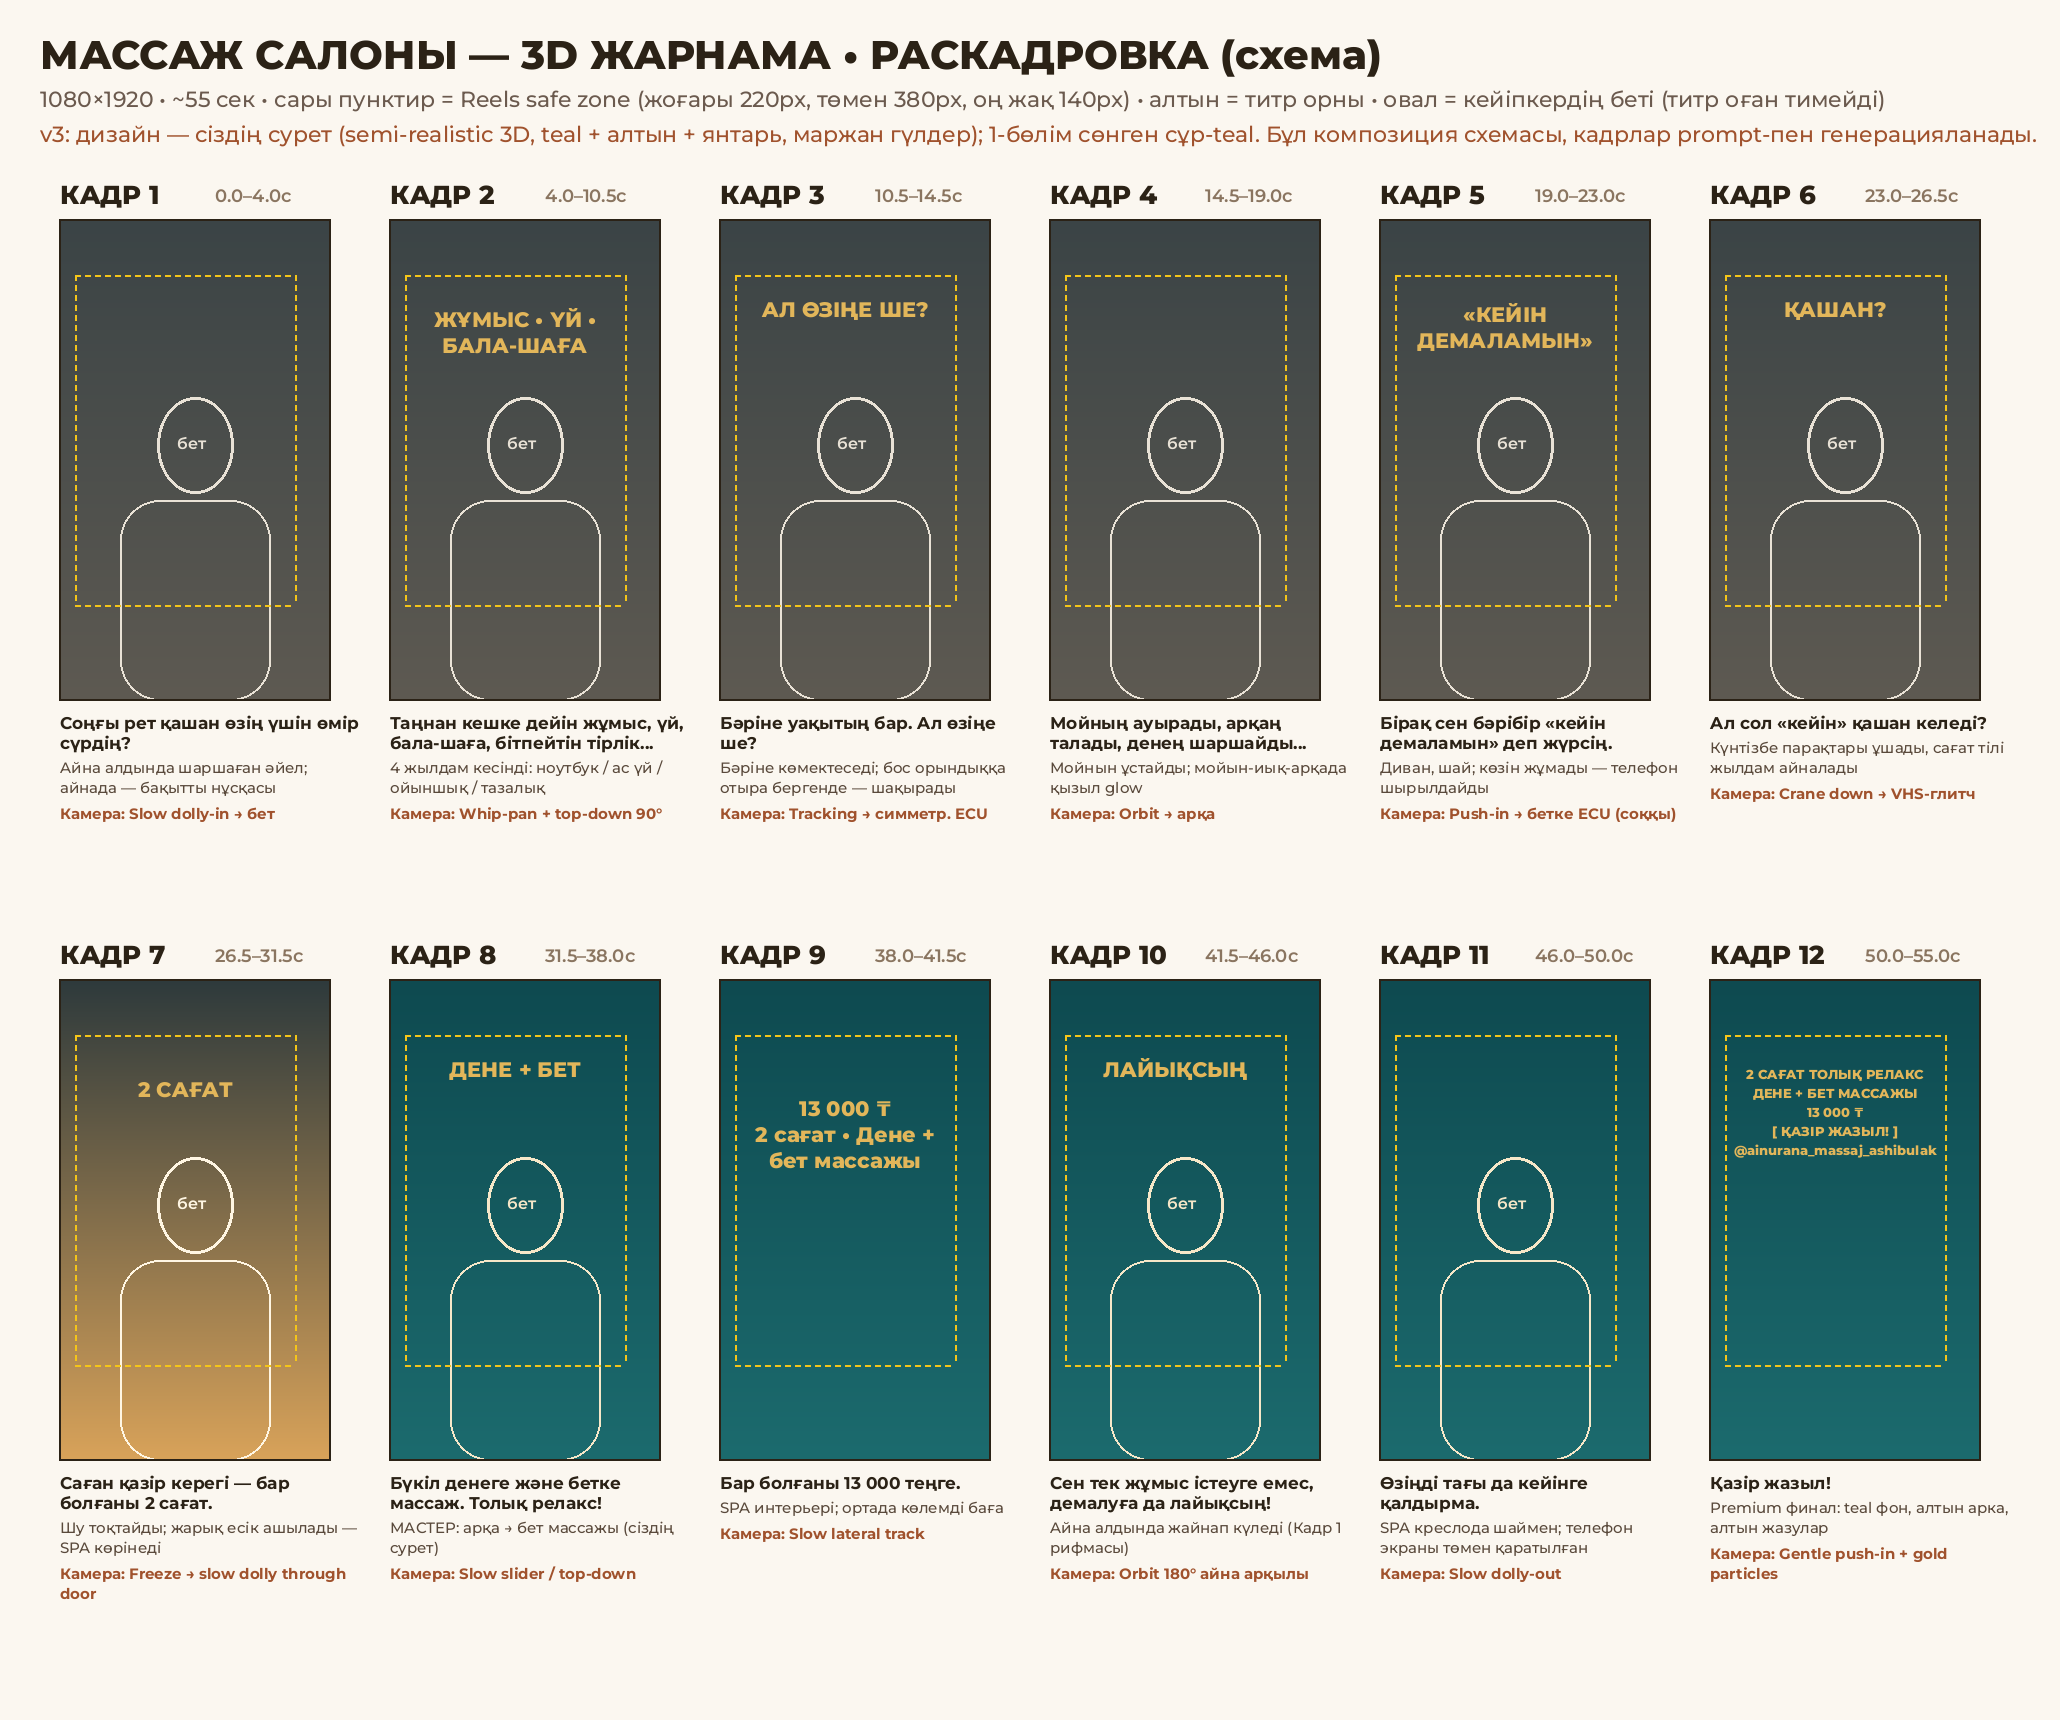 МАССАЖ САЛОНЫ — 3D ЖАРНАМА • РАСКАДРОВКА (схема)
1080×1920 • ~55 сек • сары пунктир = Reels safe zone (жоғары 220px, төмен 380px, оң жақ 140px) • алтын = титр орны • овал = кейіпкердің беті (титр оған тимейді)
v3: дизайн — сіздің сурет (semi-realistic 3D, teal + алтын + янтарь, маржан гүлдер); 1-бөлім сөнген сұр-teal. Бұл композиция схемасы, кадрлар prompt-пен генерацияланады.
КАДР 1 0.0–4.0с
бет
Соңғы рет қашан өзің үшін өмір
сүрдің?
Айна алдында шаршаған әйел;
айнада — бақытты нұсқасы
Камера: Slow dolly-in → бет
КАДР 2 4.0–10.5с
ЖҰМЫС • ҮЙ •
БАЛА-ШАҒА
бет
Таңнан кешке дейін жұмыс, үй,
бала-шаға, бітпейтін тірлік...
4 жылдам кесінді: ноутбук / ас үй /
ойыншық / тазалық
Камера: Whip-pan + top-down 90°
КАДР 3 10.5–14.5с
АЛ ӨЗІҢЕ ШЕ?
бет
Бәріне уақытың бар. Ал өзіңе
ше?
Бәріне көмектеседі; бос орындыққа
отыра бергенде — шақырады
Камера: Tracking → симметр. ECU
КАДР 4 14.5–19.0с
бет
Мойның ауырады, арқаң
талады, денең шаршайды...
Мойнын ұстайды; мойын-иық-арқада
қызыл glow
Камера: Orbit → арқа
КАДР 5 19.0–23.0с
«КЕЙІН
ДЕМАЛАМЫН»
бет
Бірақ сен бәрібір «кейін
демаламын» деп жүрсің.
Диван, шай; көзін жұмады — телефон
шырылдайды
Камера: Push-in → бетке ECU (соққы)
КАДР 6 23.0–26.5с
ҚАШАН?
бет
Ал сол «кейін» қашан келеді?
Күнтізбе парақтары ұшады, сағат тілі
жылдам айналады
Камера: Crane down → VHS-глитч
КАДР 7 26.5–31.5с
2 САҒАТ
бет
Саған қазір керегі — бар
болғаны 2 сағат.
Шу тоқтайды; жарық есік ашылады —
SPA көрінеді
Камера: Freeze → slow dolly through
door
КАДР 8 31.5–38.0с
ДЕНЕ + БЕТ
бет
Бүкіл денеге және бетке
массаж. Толық релакс!
МАСТЕР: арқа → бет массажы (сіздің
сурет)
Камера: Slow slider / top-down
КАДР 9 38.0–41.5с
13 000 ₸
2 сағат • Дене +
бет массажы
Бар болғаны 13 000 теңге.
SPA интерьері; ортада көлемді баға
Камера: Slow lateral track
КАДР 10 41.5–46.0с
ЛАЙЫҚСЫҢ
бет
Сен тек жұмыс істеуге емес,
демалуға да лайықсың!
Айна алдында жайнап күледі (Кадр 1
рифмасы)
Камера: Orbit 180° айна арқылы
КАДР 11 46.0–50.0с
бет
Өзіңді тағы да кейінге
қалдырма.
SPA креслода шаймен; телефон
экраны төмен қаратылған
Камера: Slow dolly-out
КАДР 12 50.0–55.0с
2 САҒАТ ТОЛЫҚ РЕЛАКС
ДЕНЕ + БЕТ МАССАЖЫ
13 000 ₸
[ ҚАЗІР ЖАЗЫЛ! ]
@ainurana_massaj_ashibulak
Қазір жазыл!
Premium финал: teal фон, алтын арка,
алтын жазулар
Камера: Gentle push-in + gold
particles